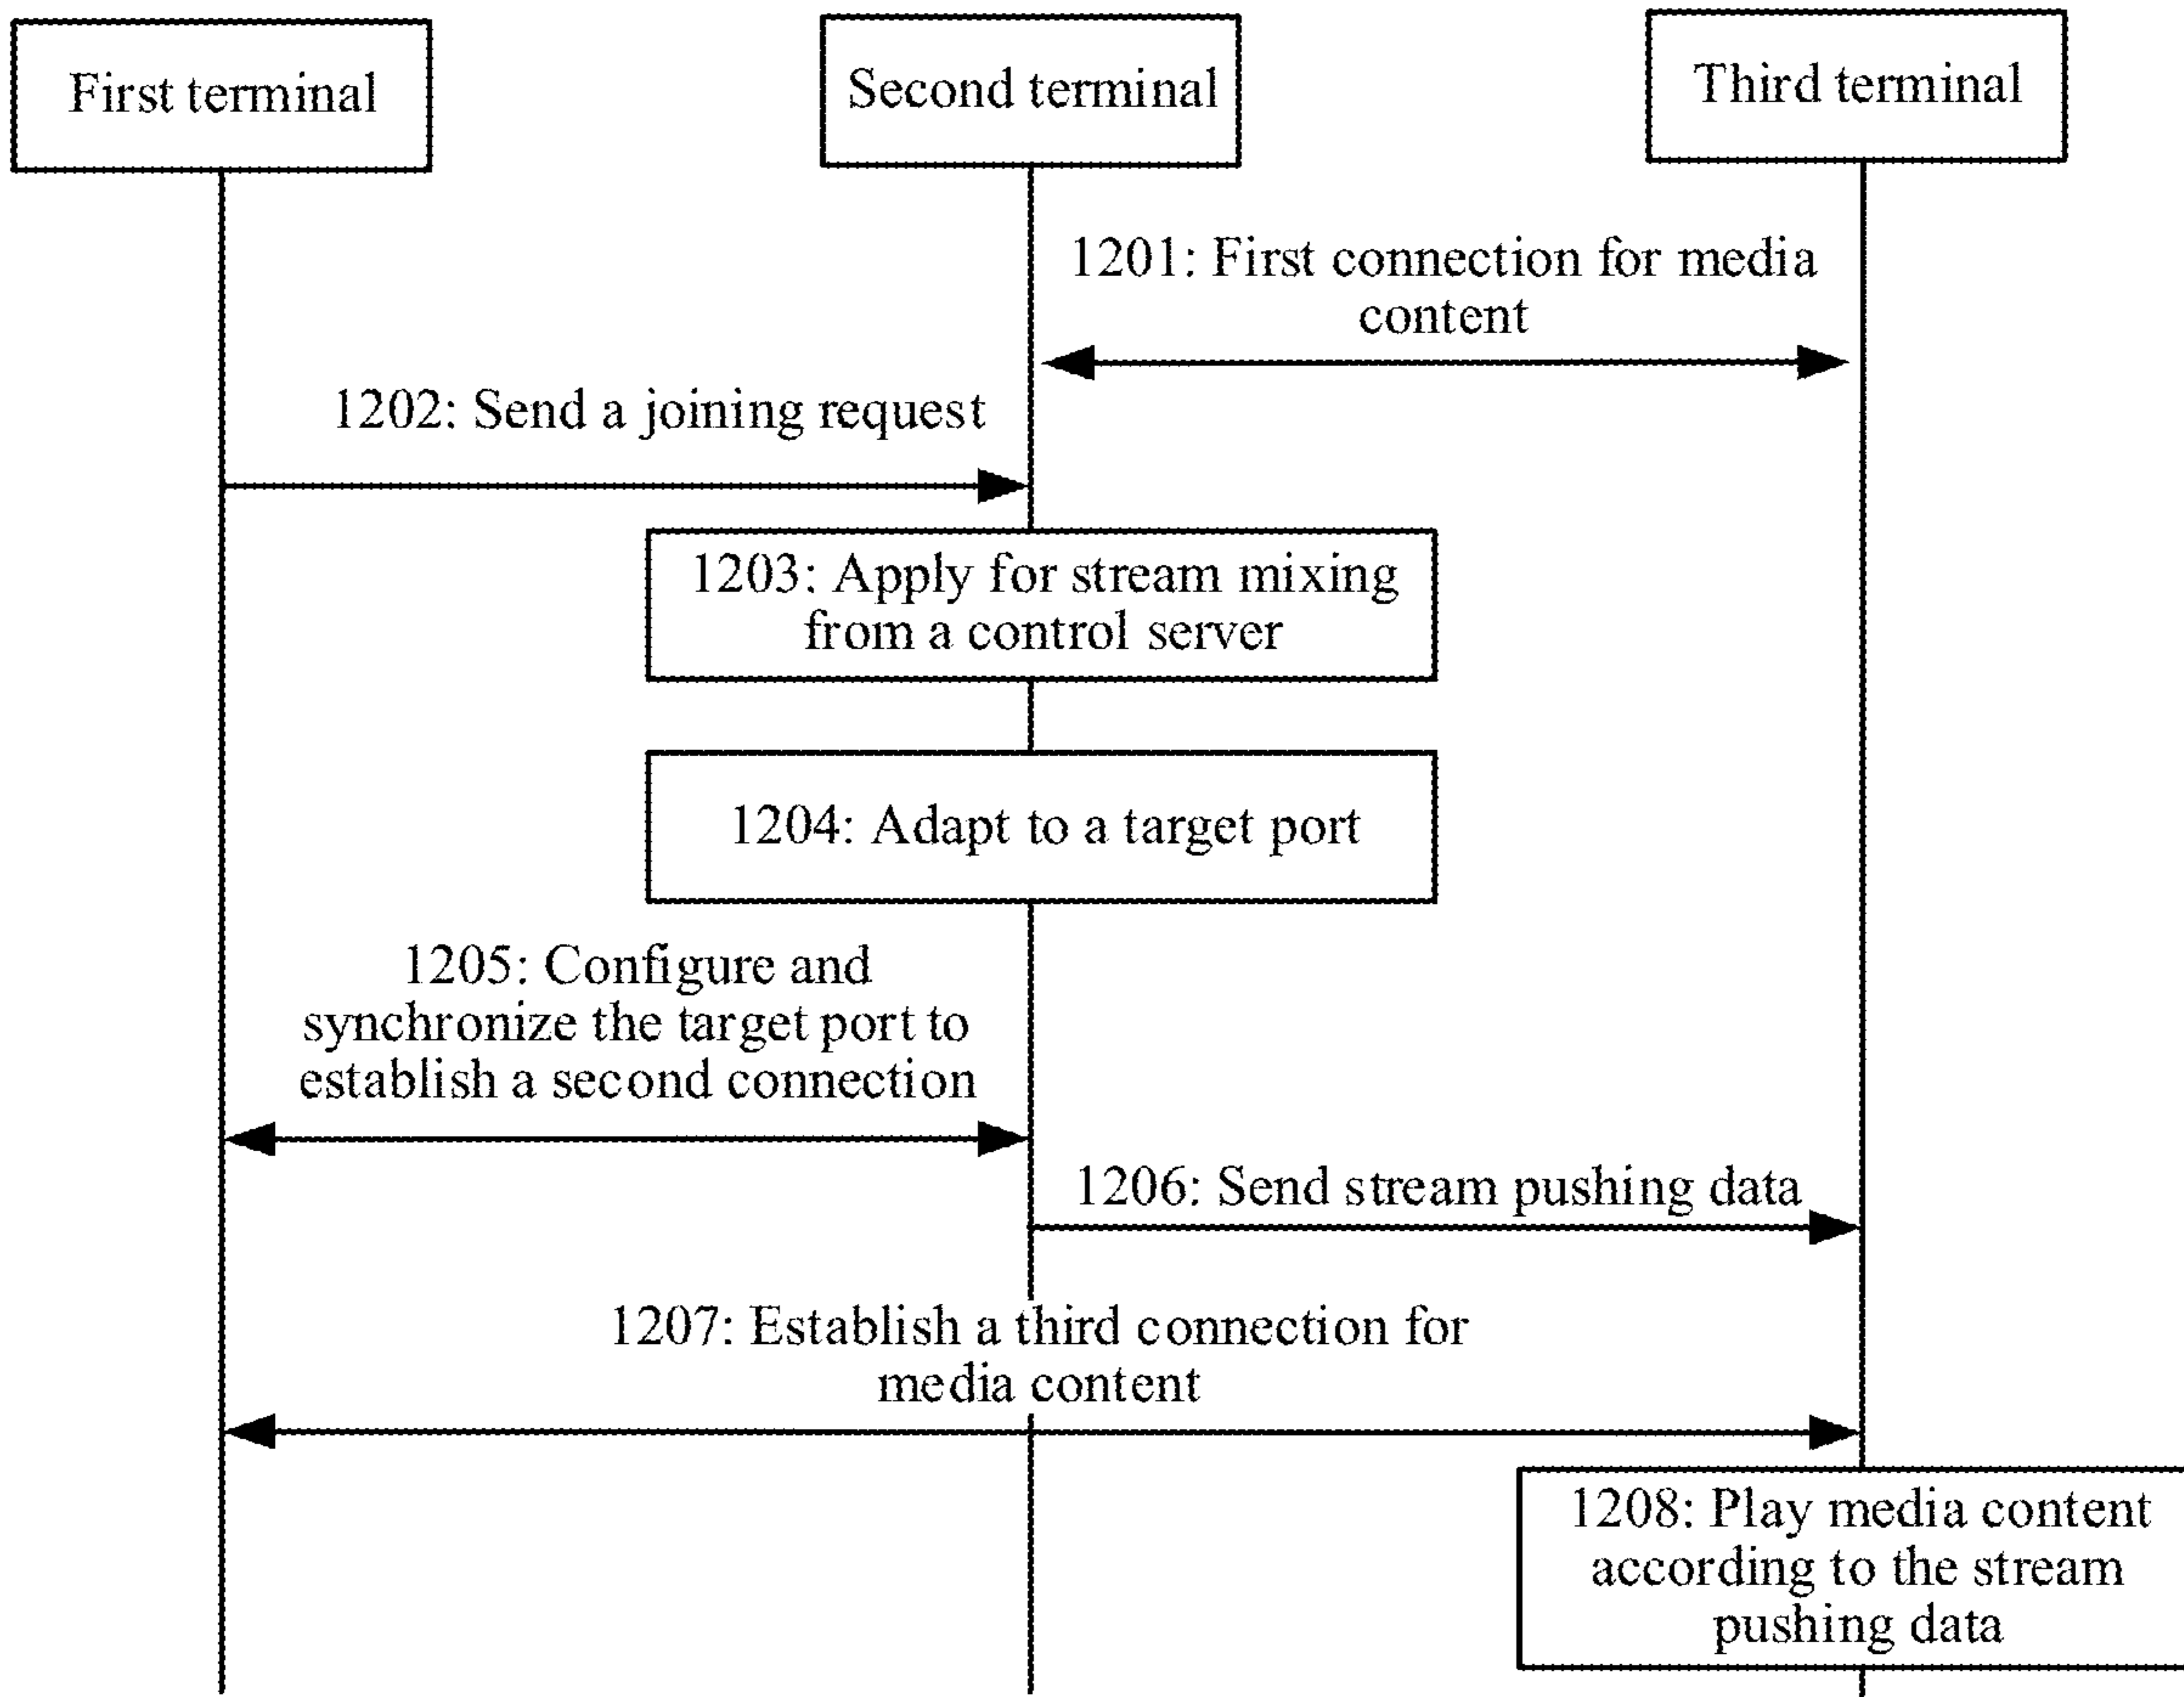 First terminal
Second terminal
Third terminal
1201: First connection for media
content
1202: Send a joining request
1203: Apply for stream mixing
from a control server
1204: Adapt to a target port
1205: Configure and
synchronize the target port to
establish a second connection
1206: Send stream pushing data
1207: Establish a third connection for
media content
1208: Play media content
according to the stream
pushing data